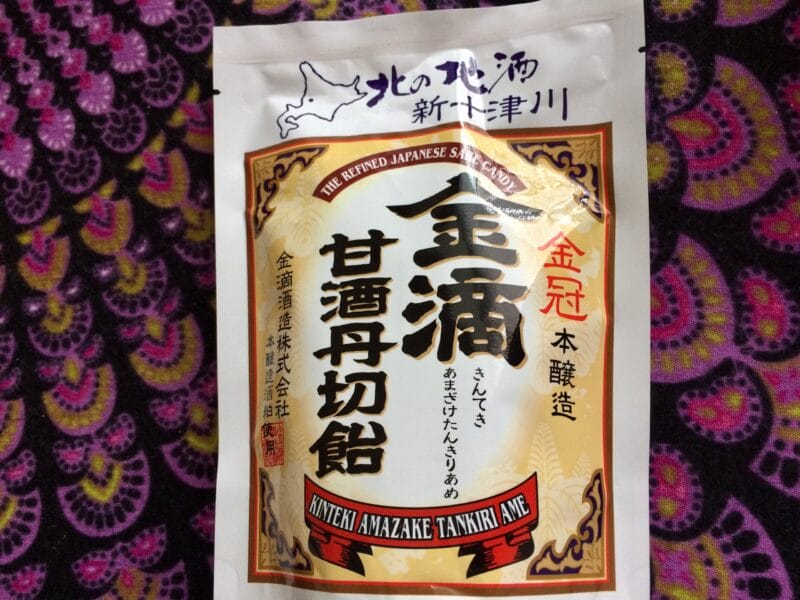 北の地酒
新十津川
THE REFINED JAPANESE SAKE CANDY
金冠
本醸造
金滴
きんてき
あまざけたんきりあめ
甘酒丹切飴
金滴酒造株式会社
本醸造酒粕使用
KINTEKI AMAZAKE TANKIRI AME